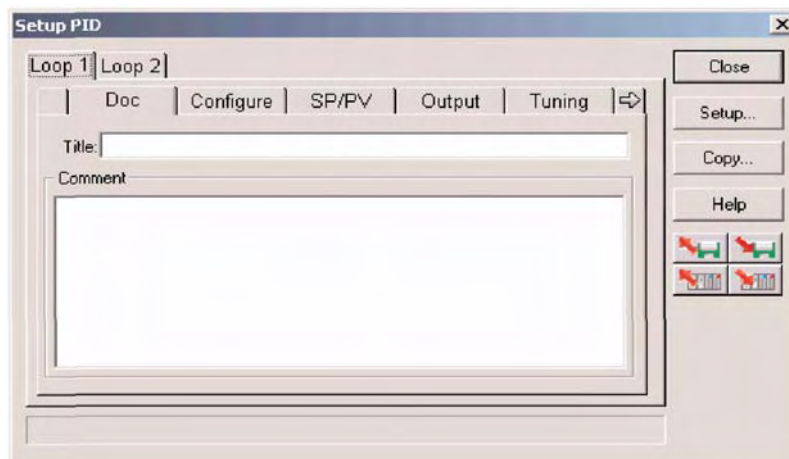 Setup PID
Loop 1 Loop 2
Doc Configure SP/PV Output Tuning
Title:
Comment
Close
Setup...
Copy...
Help